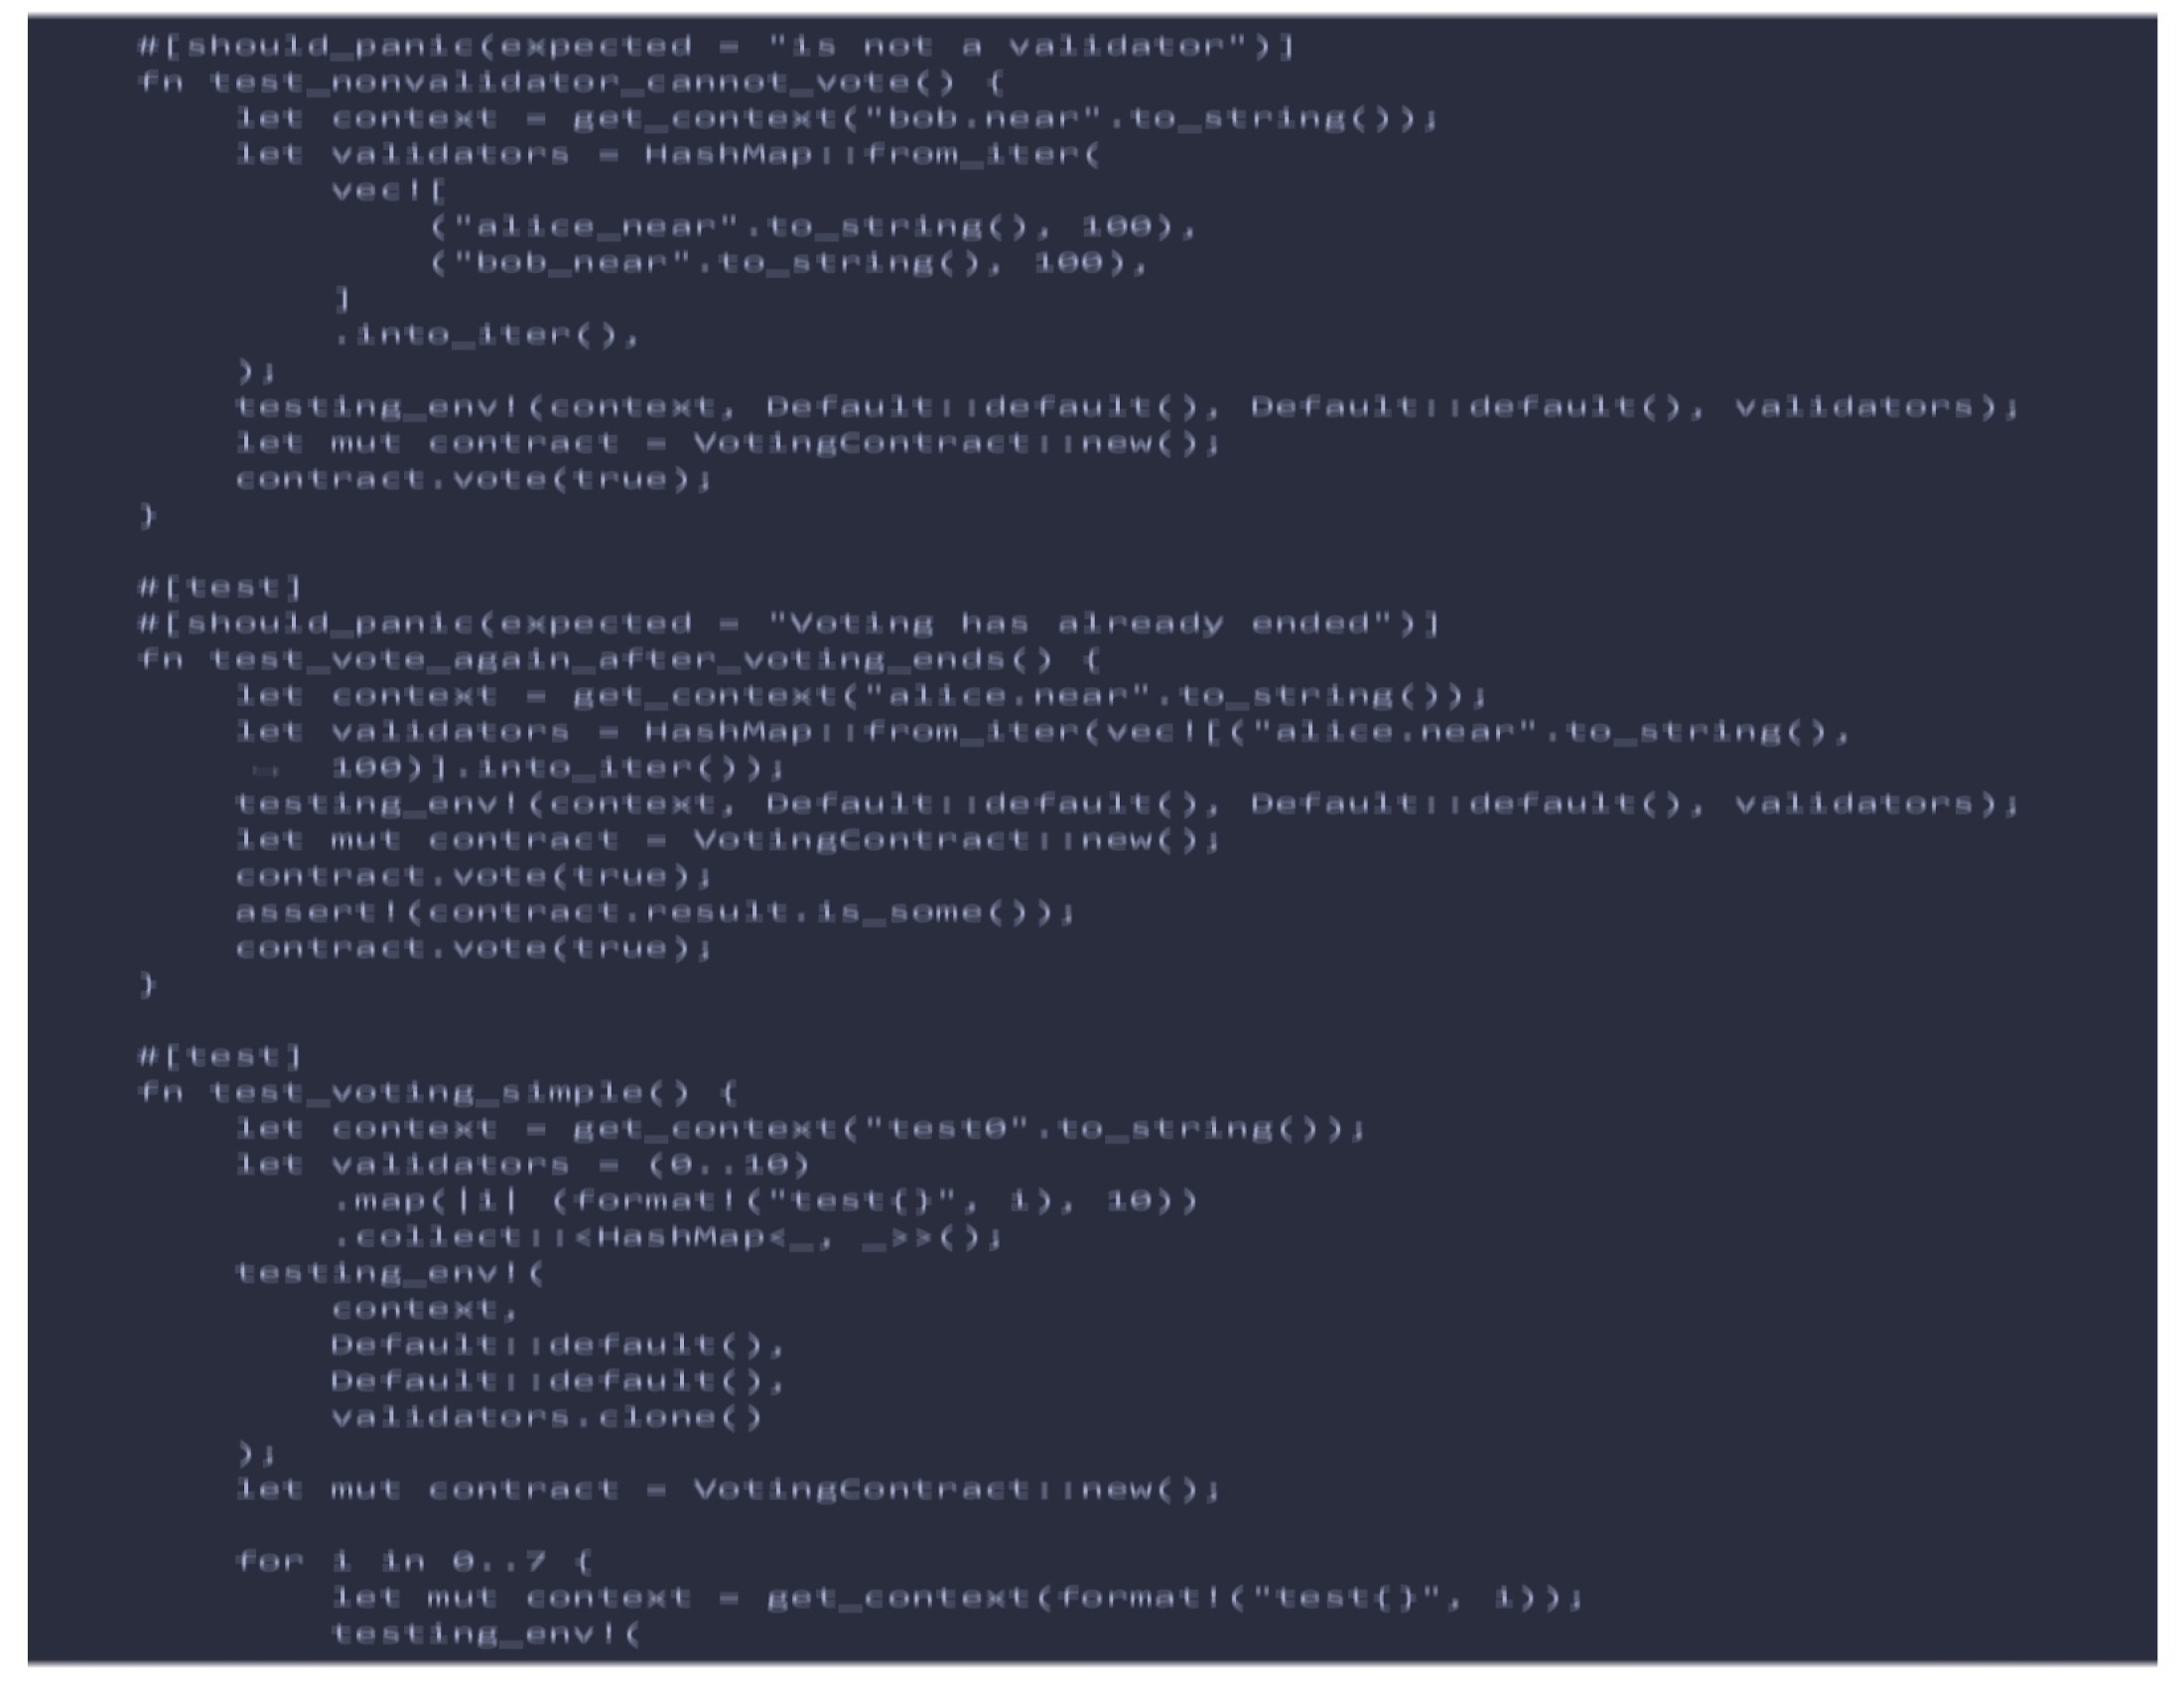 #[should_panic(expected = "is not a validator")]
fn test_nonvalidator_cannot_vote() {
    let context = get_context("bob.near".to_string());
    let validators = HashMap::from_iter(
        vec![
            ("alice_near".to_string(), 100),
            ("bob_near".to_string(), 100),
        ]
        .into_iter(),
    );
    testing_env!(context, Default::default(), Default::default(), validators);
    let mut contract = VotingContract::new();
    contract.vote(true);
}

#[test]
#[should_panic(expected = "Voting has already ended")]
fn test_vote_again_after_voting_ends() {
    let context = get_context("alice.near".to_string());
    let validators = HashMap::from_iter(vec![("alice.near".to_string(),
        100)].into_iter());
    testing_env!(context, Default::default(), Default::default(), validators);
    let mut contract = VotingContract::new();
    contract.vote(true);
    assert!(contract.result.is_some());
    contract.vote(true);
}

#[test]
fn test_voting_simple() {
    let context = get_context("test0".to_string());
    let validators = (0..10)
        .map(|i| (format!("test{}", i), 10))
        .collect::<HashMap<_, _>>();
    testing_env!(
        context,
        Default::default(),
        Default::default(),
        validators.clone()
    );
    let mut contract = VotingContract::new();

    for i in 0..7 {
        let mut context = get_context(format!("test{}", i));
        testing_env!(